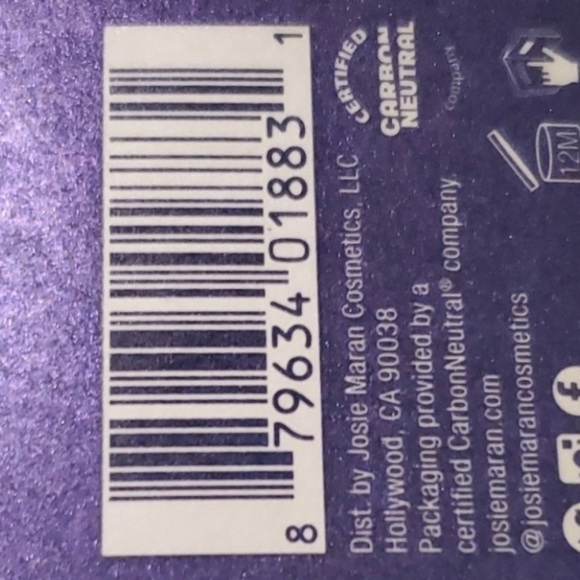 8 79634 01883 1
Dist. by Josie Maran Cosmetics, LLC
Hollywood, CA 90038
Packaging provided by a
certified CarbonNeutral® company.
josiemaran.com
@josiemarancosmetics
CERTIFIED
CARBON
NEUTRAL
company
12M